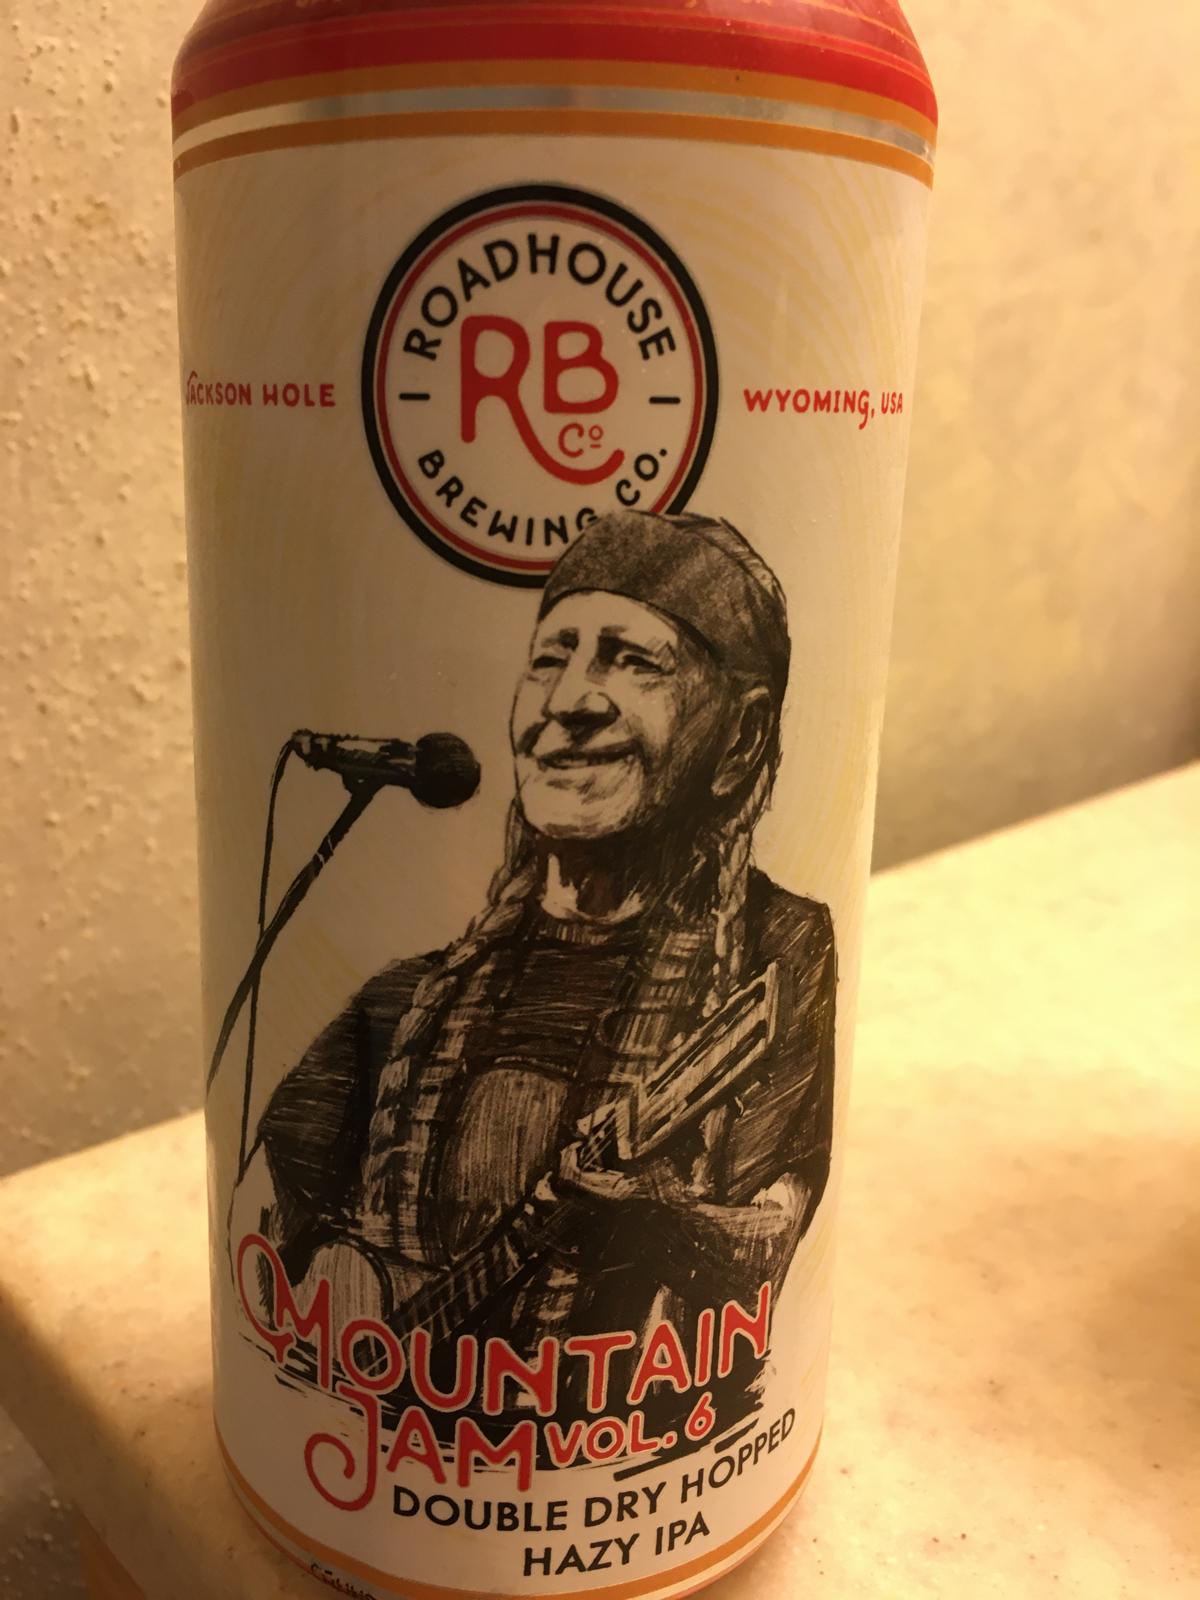 ROADHOUSE
RB
Co
BREWING CO.
JACKSON HOLE
WYOMING, USA
MOUNTAIN
JAM VOL. 6
DOUBLE DRY HOPPED
HAZY IPA